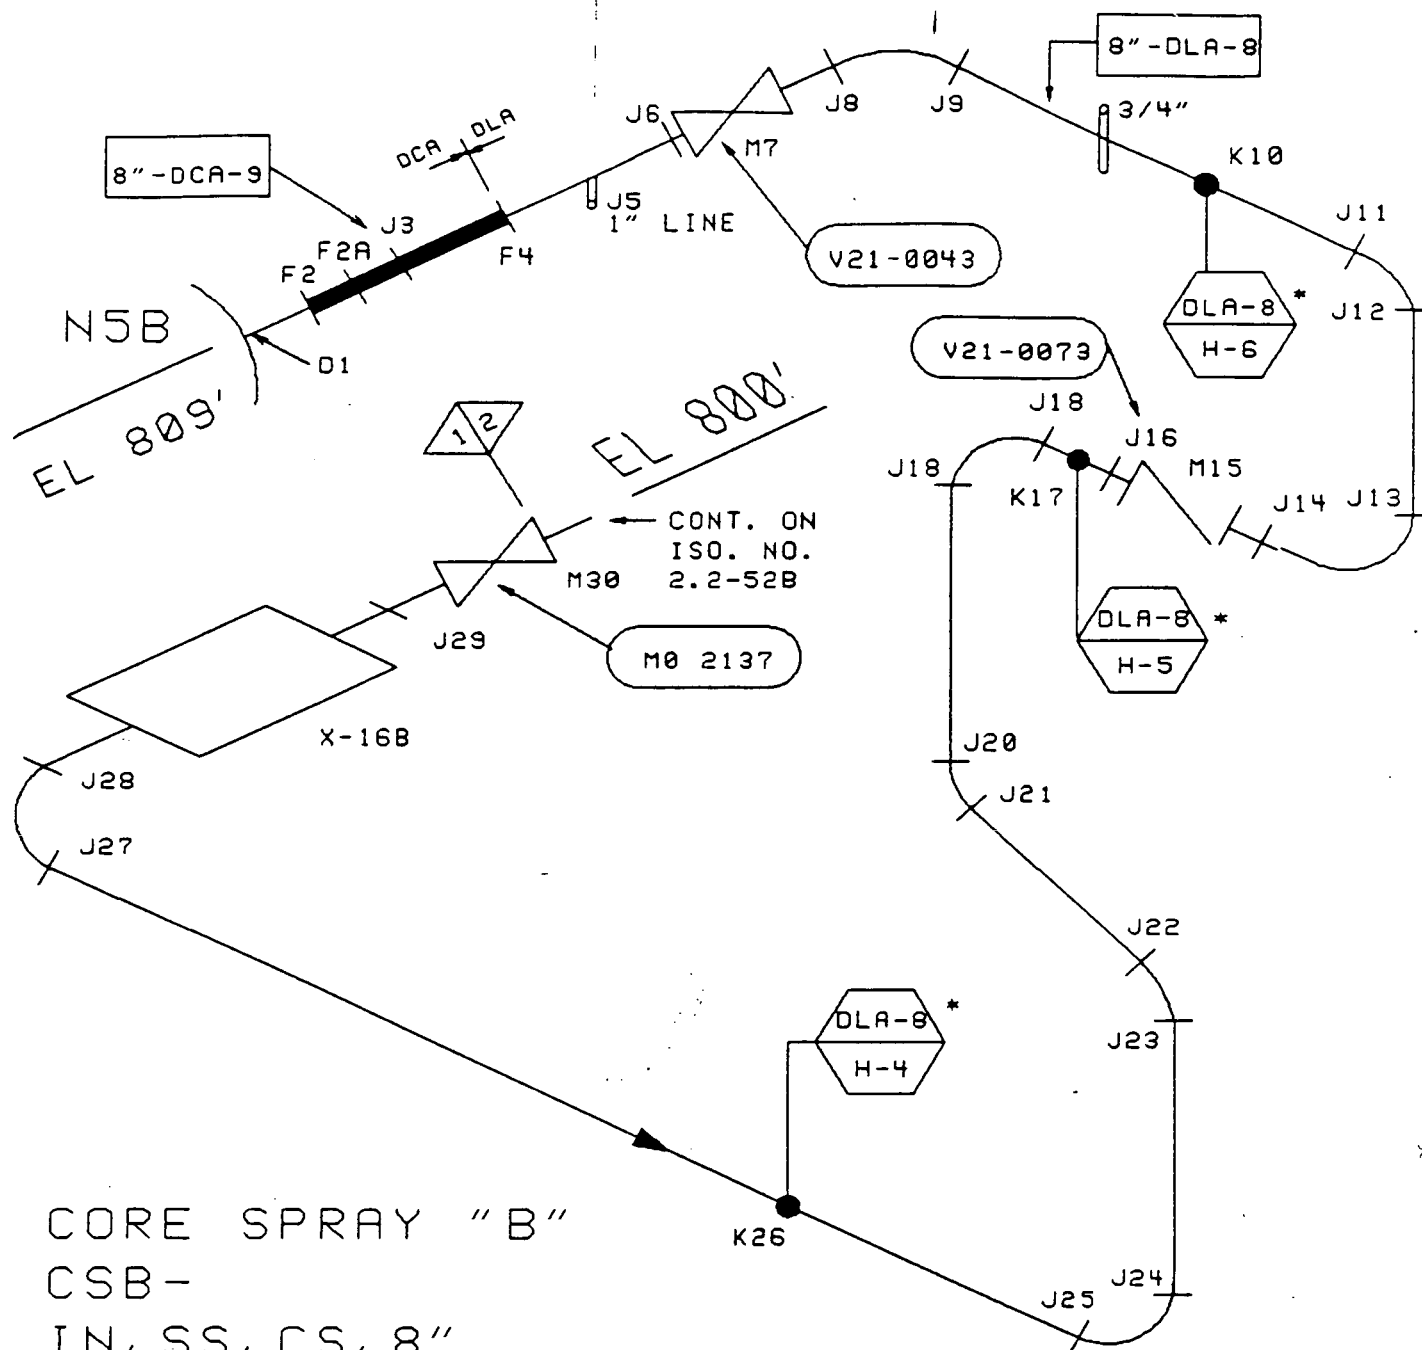 8"-DLA-8
J6
J8
J9
3/4"
DCA
DLA
M7
K10
8"-DCA-9
J3
J5
1" LINE
J11
F2A
F2
F4
V21-0043
DLA-8 *
H-6
J12
N5B
D1
V21-0073
EL 809'
1 2
EL 800'
J18
J16
J18
K17
M15
J14
J13
CONT. ON
ISO. NO.
2.2-52B
M30
J29
M0 2137
DLA-8 *
H-5
X-16B
J28
J20
J21
J27
J22
DLA-8 *
H-4
J23
K26
J24
J25
CORE SPRAY "B"
CSB-
IN, SS, CS, 8"